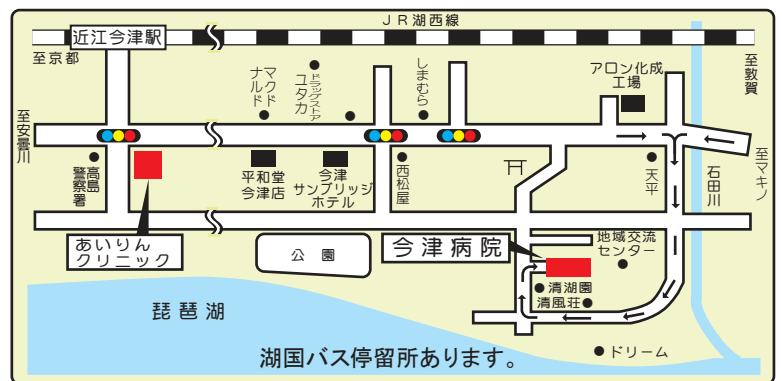 JR湖西線
近江今津駅
至京都
至敦賀
マクド
ナルド
ドラッグストア
ユタカ
しまむら
アロン化成
工場
至安曇川
至マキノ
高島
警察署
平和堂
今津店
今津
サンブリッジ
ホテル
西松屋
天平
石田川
あいりん
クリニック
公園
今津病院
地域交流
センター
清湖園
清風荘
琵琶湖
湖国バス停留所あります。
ドリーム